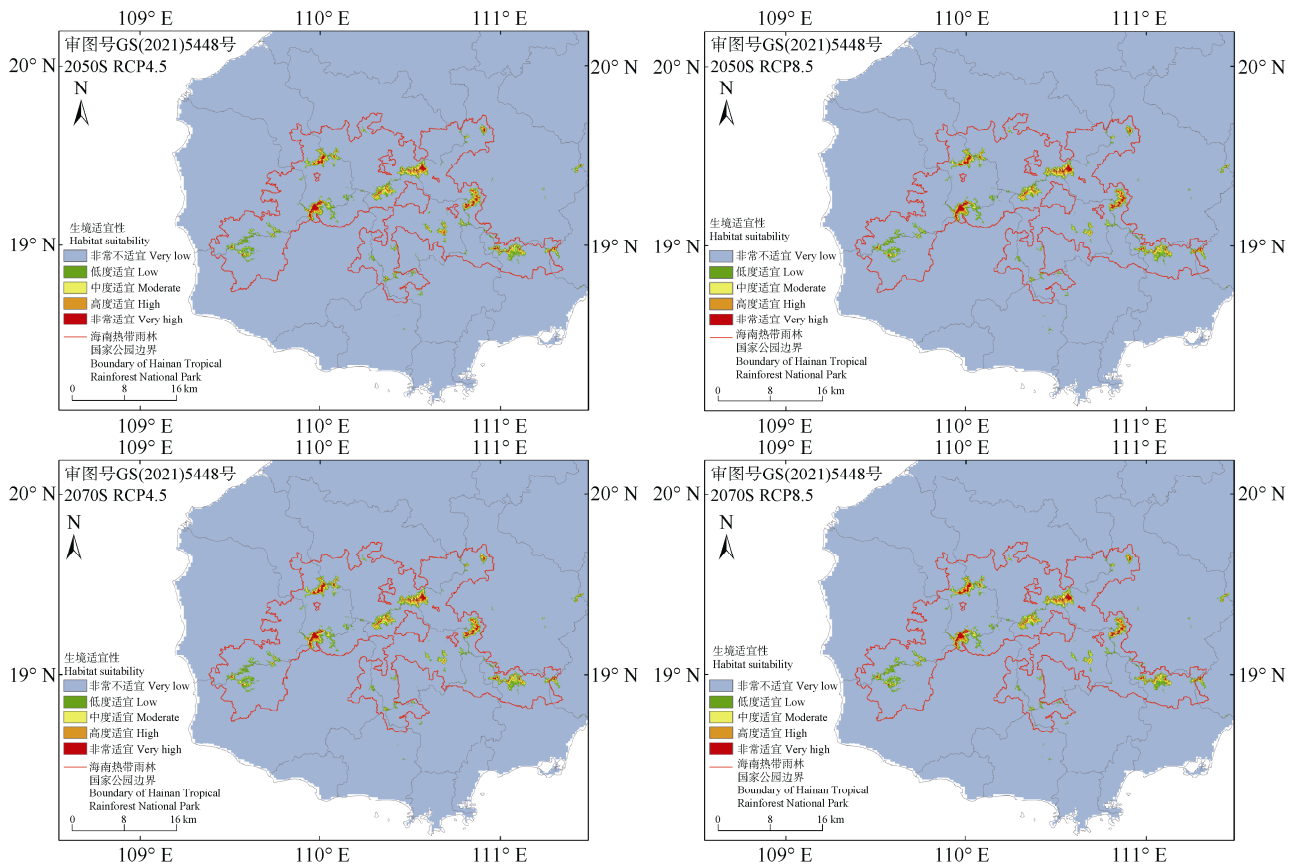 109° E 110° E 111° E
109° E 110° E 111° E
审图号GS(2021)5448号
2050S RCP4.5
20° N
20° N
N
19° N
19° N
生境适宜性
Habitat suitability
非常不适宜 Very low
低度适宜 Low
中度适宜 Moderate
高度适宜 High
非常适宜 Very high
海南热带雨林
国家公园边界
Boundary of Hainan Tropical
Rainforest National Park
0 8 16 km
审图号GS(2021)5448号
2050S RCP8.5
20° N
N
19° N
生境适宜性
Habitat suitability
非常不适宜 Very low
低度适宜 Low
中度适宜 Moderate
高度适宜 High
非常适宜 Very high
海南热带雨林
国家公园边界
Boundary of Hainan Tropical
Rainforest National Park
0 8 16 km
109° E 110° E 111° E
109° E 110° E 111° E
109° E 110° E 111° E
109° E 110° E 111° E
审图号GS(2021)5448号
2070S RCP4.5
20° N
20° N
N
19° N
19° N
生境适宜性
Habitat suitability
非常不适宜 Very low
低度适宜 Low
中度适宜 Moderate
高度适宜 High
非常适宜 Very high
海南热带雨林
国家公园边界
Boundary of Hainan Tropical
Rainforest National Park
0 8 16 km
审图号GS(2021)5448号
2070S RCP8.5
20° N
N
19° N
生境适宜性
Habitat suitability
非常不适宜 Very low
低度适宜 Low
中度适宜 Moderate
高度适宜 High
非常适宜 Very high
海南热带雨林
国家公园边界
Boundary of Hainan Tropical
Rainforest National Park
0 8 16 km
109° E 110° E 111° E
109° E 110° E 111° E